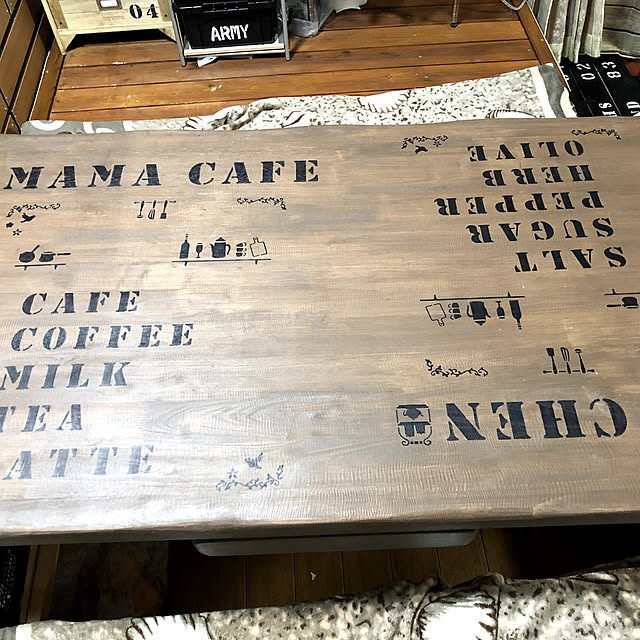 04
ARMY
MAMA CAFE
CAFE
COFFEE
MILK
TEA
ATTE
CHEN
SALT
SUGAR
PEPPER
HERB
OLIVE